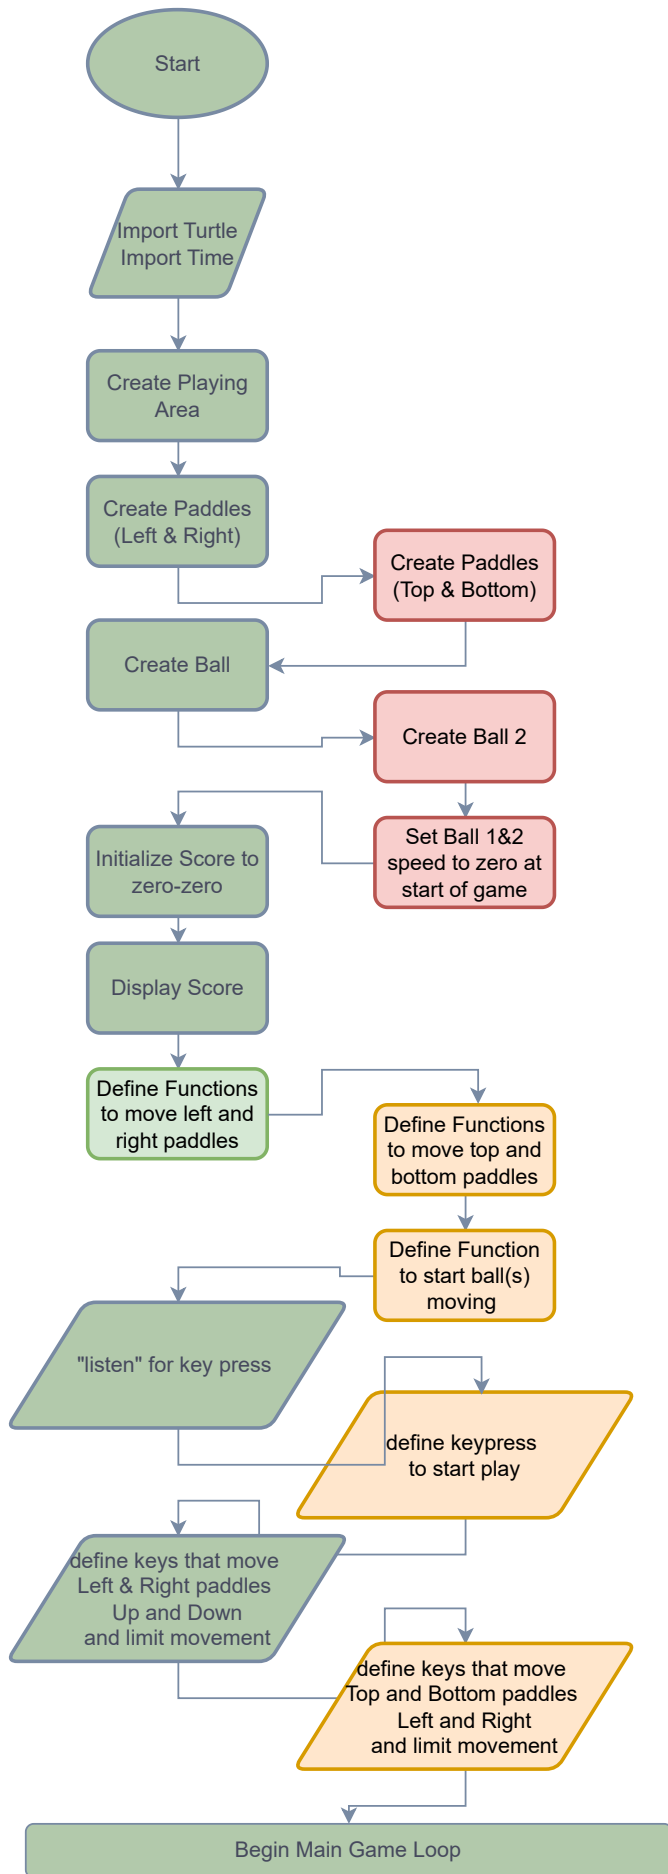 Start
Import Turtle
Import Time
Create Playing
Area
Create Paddles
(Left & Right)
Create Paddles
(Top & Bottom)
Create Ball
Create Ball 2
Set Ball 1&2
speed to zero at
start of game
Initialize Score to
zero-zero
Display Score
Define Functions
to move left and
right paddles
Define Functions
to move top and
bottom paddles
Define Function
to start ball(s)
moving
"listen" for key press
define keypress
to start play
define keys that move
Left & Right paddles
Up and Down
and limit movement
define keys that move
Top and Bottom paddles
Left and Right
and limit movement
Begin Main Game Loop